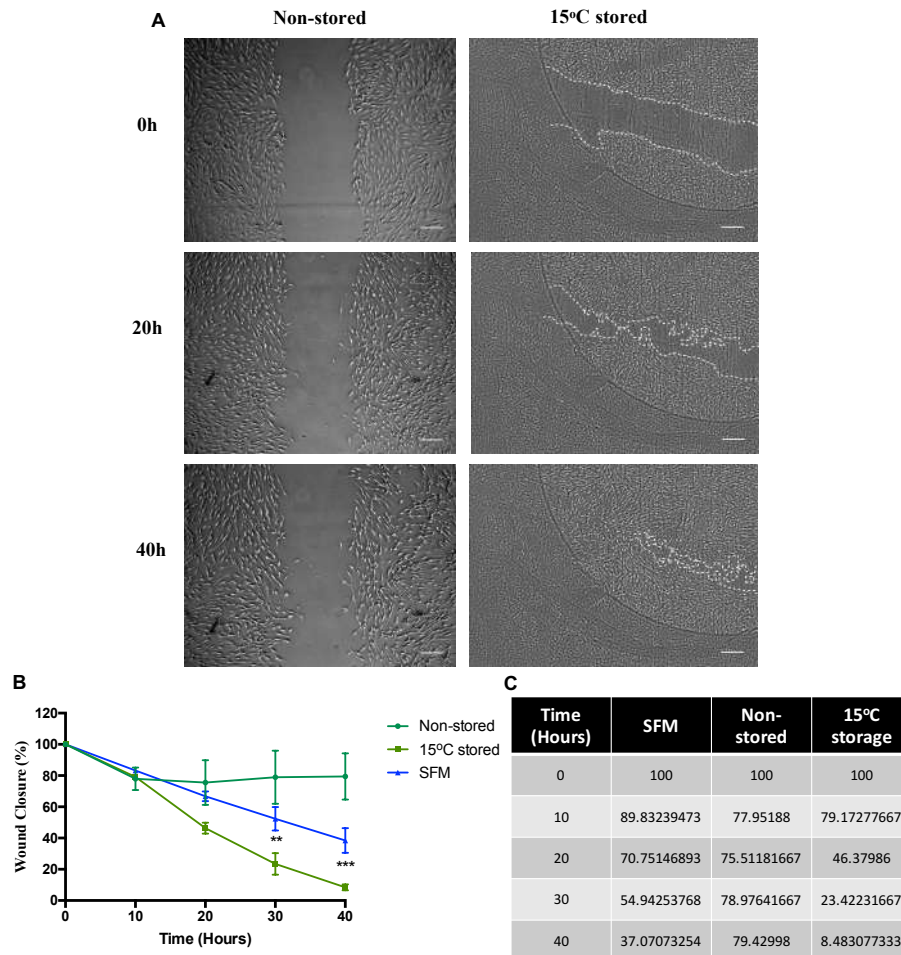 A
Non-stored 15ºC stored
0h
20h
40h
B
Wound Closure (%)
120
100
80
60
40
20
0
0 10 20 30 40
Time (Hours)
** 
***
Non-stored
15ºC stored
SFM
C
Time (Hours) SFM Non-stored 15ºC storage
0 100 100 100
10 89.83239473 77.95188 79.17277667
20 70.75146893 75.51181667 46.37986
30 54.94253768 78.97641667 23.42231667
40 37.07073254 79.42998 8.483077333